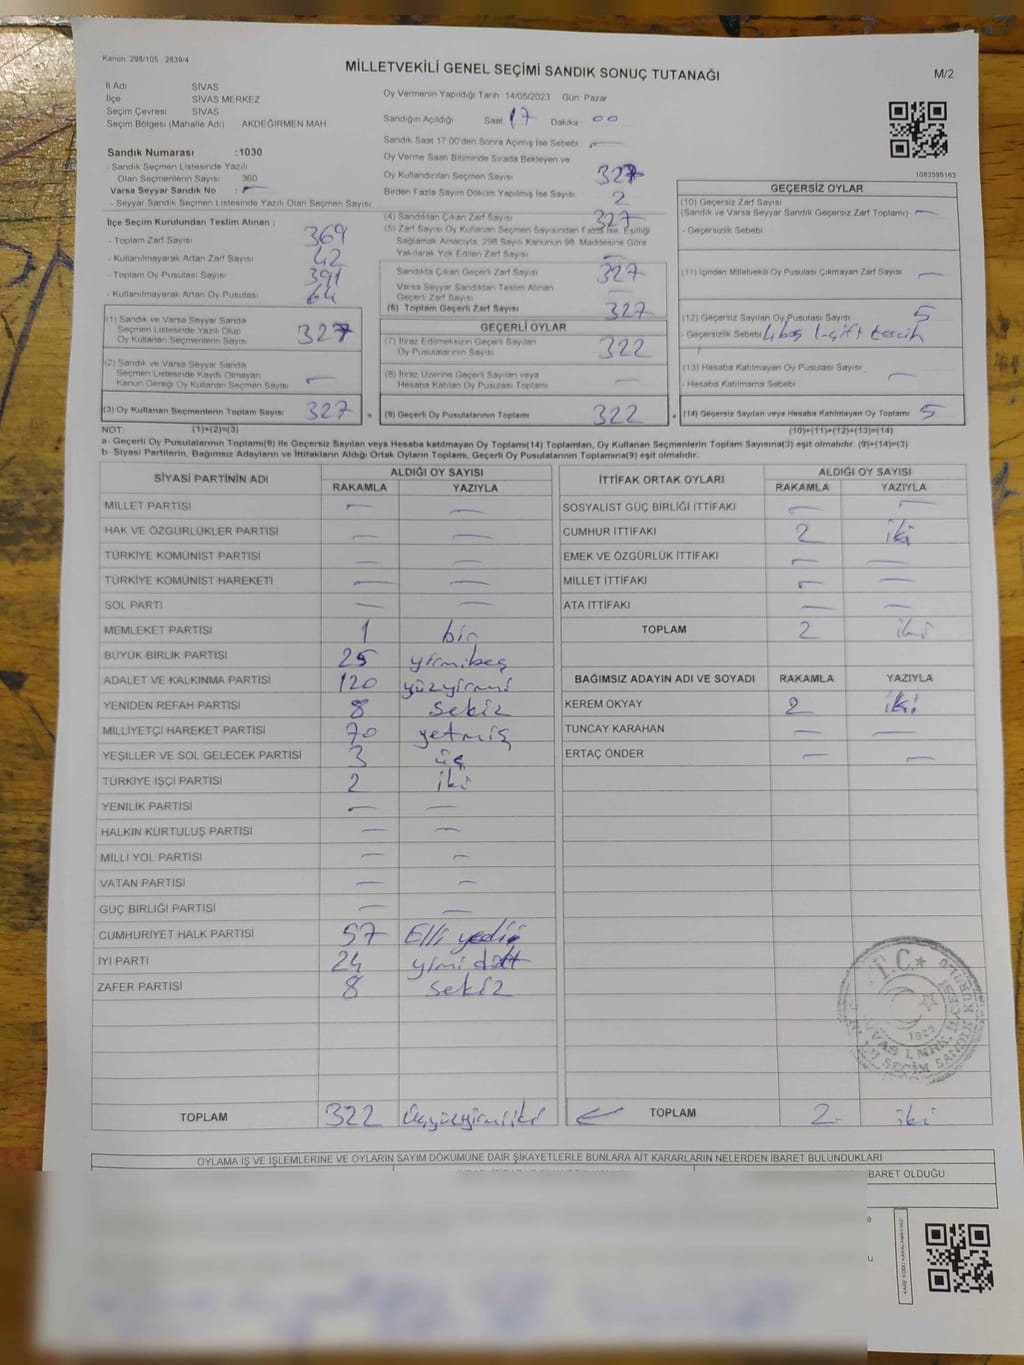 Kanun 298/105 2839/4
MİLLETVEKİLİ GENEL SEÇİMİ SANDIK SONUÇ TUTANAĞI
M/2
İl Adı SİVAS
İlçe SİVAS MERKEZ
Seçim Çevresi SİVAS
Seçim Bölgesi (Mahalle Adı) AKDEĞİRMEN MAH
Sandık Numarası :1030
- Sandık Seçmen Listesinde Yazılı
Olan Seçmenlerin Sayısı 360
Varsa Seyyar Sandık No : –
- Seyyar Sandık Seçmen Listesinde Yazılı Olan Seçmen Sayısı
Oy Vermenin Yapıldığı Tarih 14/05/2023 Gün: Pazar
Sandığın Açıldığı Saat 17 Dakika 00
Sandık Saat 17.00'den Sonra Açılmış İse Sebebi –
Oy Verme Saati Bitiminde Sırada Bekleyen ve
Oy Kullandırılan Seçmen Sayısı 327
Birden Fazla Sayım Döküm Yapılmış İse Sayısı 2
1083595163
İlçe Seçim Kurulundan Teslim Alınan ;
- Toplam Zarf Sayısı 369
- Kullanılmayarak Artan Zarf Sayısı 42
- Toplam Oy Pusulası Sayısı 391
- Kullanılmayarak Artan Oy Pusulası 64
(1) Sandık ve Varsa Seyyar Sandık
Seçmen Listesinde Yazılı Olup
Oy Kullanan Seçmenlerin Sayısı 327
(2) Sandık ve Varsa Seyyar Sandık
Seçmen Listesinde Kayıtlı Olmayan
Kanun Gereği Oy Kullanan Seçmen Sayısı –
(3) Oy Kullanan Seçmenlerin Toplam Sayısı 327
(4) Sandıktan Çıkan Zarf Sayısı 327
(5) Zarf Sayısı Oy Kullanan Seçmen Sayısından Fazla İse, Eşitliği
Sağlamak Amacıyla, 298 Sayılı Kanunun 98. Maddesine Göre
Yakılarak Yok Edilen Zarf Sayısı –
Sandıkta Çıkan Geçerli Zarf Sayısı 327
Varsa Seyyar Sandıktan Teslim Alınan
Geçerli Zarf Sayısı –
(6) Toplam Geçerli Zarf Sayısı 327
GEÇERLİ OYLAR
(7) İtiraz Edilmeksizin Geçerli Sayılan
Oy Pusulalarının Sayısı 322
(8) İtiraz Üzerine Geçerli Sayılan veya
Hesaba Katılan Oy Pusulası Toplamı –
(9) Geçerli Oy Pusulalarının Toplamı 322
GEÇERSİZ OYLAR
(10) Geçersiz Zarf Sayısı
(Sandık ve Varsa Seyyar Sandık Geçersiz Zarf Toplamı) –
- Geçersizlik Sebebi
(11) İçinden Milletvekili Oy Pusulası Çıkmayan Zarf Sayısı –
(12) Geçersiz Sayılan Oy Pusulası Sayısı 5
- Geçersizlik Sebebi 4 boş 1-çift tercih
(13) Hesaba Katılmayan Oy Pusulası Sayısı –
- Hesaba Katılmama Sebebi
(14) Geçersiz Sayılan veya Hesaba Katılmayan Oy Toplamı 5
NOT: (1)+(2)=(3) (10)+(11)+(12)+(13)=(14)
a- Geçerli Oy Pusulalarının Toplamı(9) ile Geçersiz Sayılan veya Hesaba katılmayan Oy Toplamı(14) Toplamları, Oy Kullanan Seçmenlerin Toplam Sayısına(3) eşit olmalıdır. (9)+(14)=(3)
b- Siyasi Partilerin, Bağımsız Adayların ve İttifakların Aldığı Ortak Oyların Toplamı, Geçerli Oy Pusulalarının Toplamına(9) eşit olmalıdır.
SİYASİ PARTİNİN ADI ALDIĞI OY SAYISI
RAKAMLA YAZIYLA
MİLLET PARTİSİ – –
HAK VE ÖZGÜRLÜKLER PARTİSİ – –
TÜRKİYE KOMÜNİST PARTİSİ – –
TÜRKİYE KOMÜNİST HAREKETİ – –
SOL PARTİ – –
MEMLEKET PARTİSİ 1 bir
BÜYÜK BİRLİK PARTİSİ 25 yirmibeş
ADALET VE KALKINMA PARTİSİ 120 yüzyirmi
YENİDEN REFAH PARTİSİ 8 sekiz
MİLLİYETÇİ HAREKET PARTİSİ 70 yetmiş
YEŞİLLER VE SOL GELECEK PARTİSİ 3 üç
TÜRKİYE İŞÇİ PARTİSİ 2 iki
YENİLİK PARTİSİ – –
HALKIN KURTULUŞ PARTİSİ – –
MİLLİ YOL PARTİSİ – –
VATAN PARTİSİ – –
GÜÇ BİRLİĞİ PARTİSİ – –
CUMHURİYET HALK PARTİSİ 57 Elli yedi
İYİ PARTİ 24 yimi dört
ZAFER PARTİSİ 8 sekiz
TOPLAM 322 üçyüzyirmiiki
İTTİFAK ORTAK OYLARI ALDIĞI OY SAYISI
RAKAMLA YAZIYLA
SOSYALİST GÜÇ BİRLİĞİ İTTİFAKI – –
CUMHUR İTTİFAKI 2 iki
EMEK VE ÖZGÜRLÜK İTTİFAKI – –
MİLLET İTTİFAKI – –
ATA İTTİFAKI – –
TOPLAM 2 iki
BAĞIMSIZ ADAYIN ADI VE SOYADI RAKAMLA YAZIYLA
KEREM OKYAY 2 iki
TUNCAY KARAHAN – –
ERTAÇ ÖNDER – –
T.C.
1923
TOPLAM 2 iki
OYLAMA İŞ VE İŞLEMLERİNE VE OYLARIN SAYIM DÖKÜMÜNE DAİR ŞİKAYETLERLE BUNLARA AİT KARARLARIN NELERDEN İBARET BULUNDUKLARI
İBARET OLDUĞU